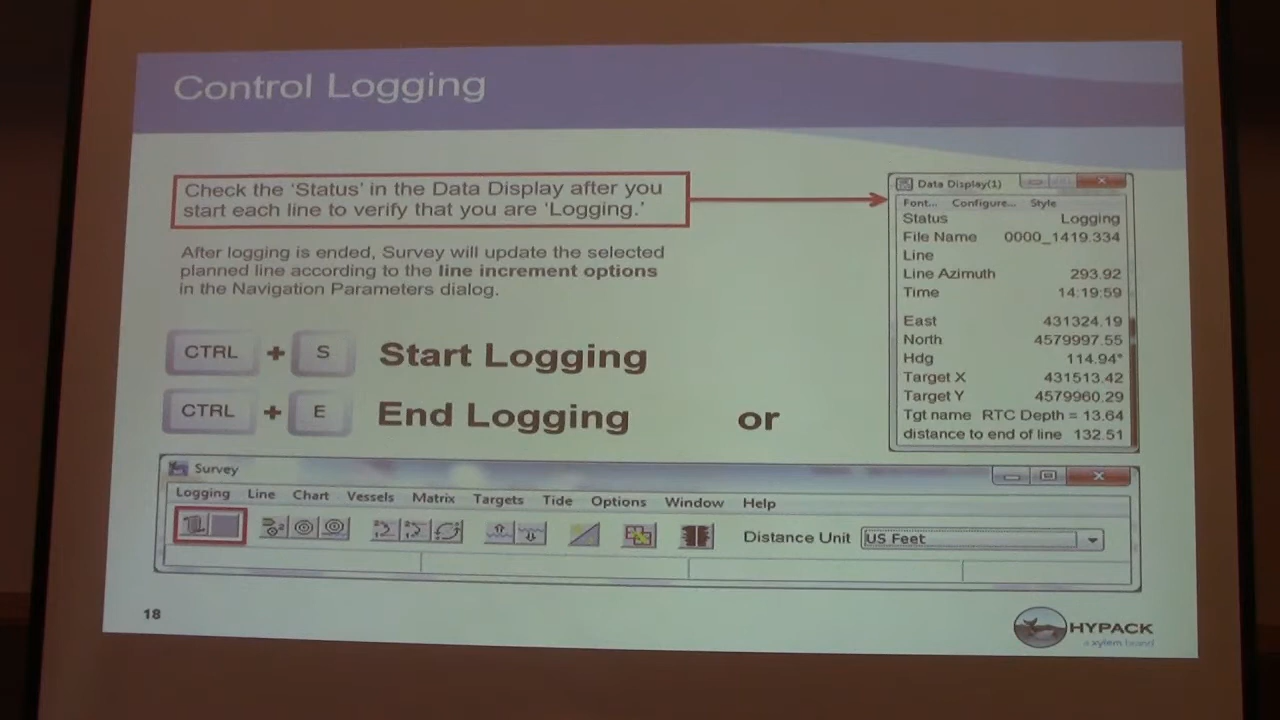 Control Logging
Check the 'Status' in the Data Display after you
start each line to verify that you are 'Logging.'
After logging is ended, Survey will update the selected
planned line according to the line increment options
in the Navigation Parameters dialog.
CTRL + S Start Logging
CTRL + E End Logging or
Data Display(1)
Font... Configure... Style
Status Logging
File Name 0000_1419.334
Line
Line Azimuth 293.92
Time 14:19:59
East 431324.19
North 4579997.55
Hdg 114.94°
Target X 431513.42
Target Y 4579960.29
Tgt name RTC Depth = 13.64
distance to end of line 132.51
Survey
Logging Line Chart Vessels Matrix Targets Tide Options Window Help
Distance Unit US Feet
18
HYPACK
a xylem brand